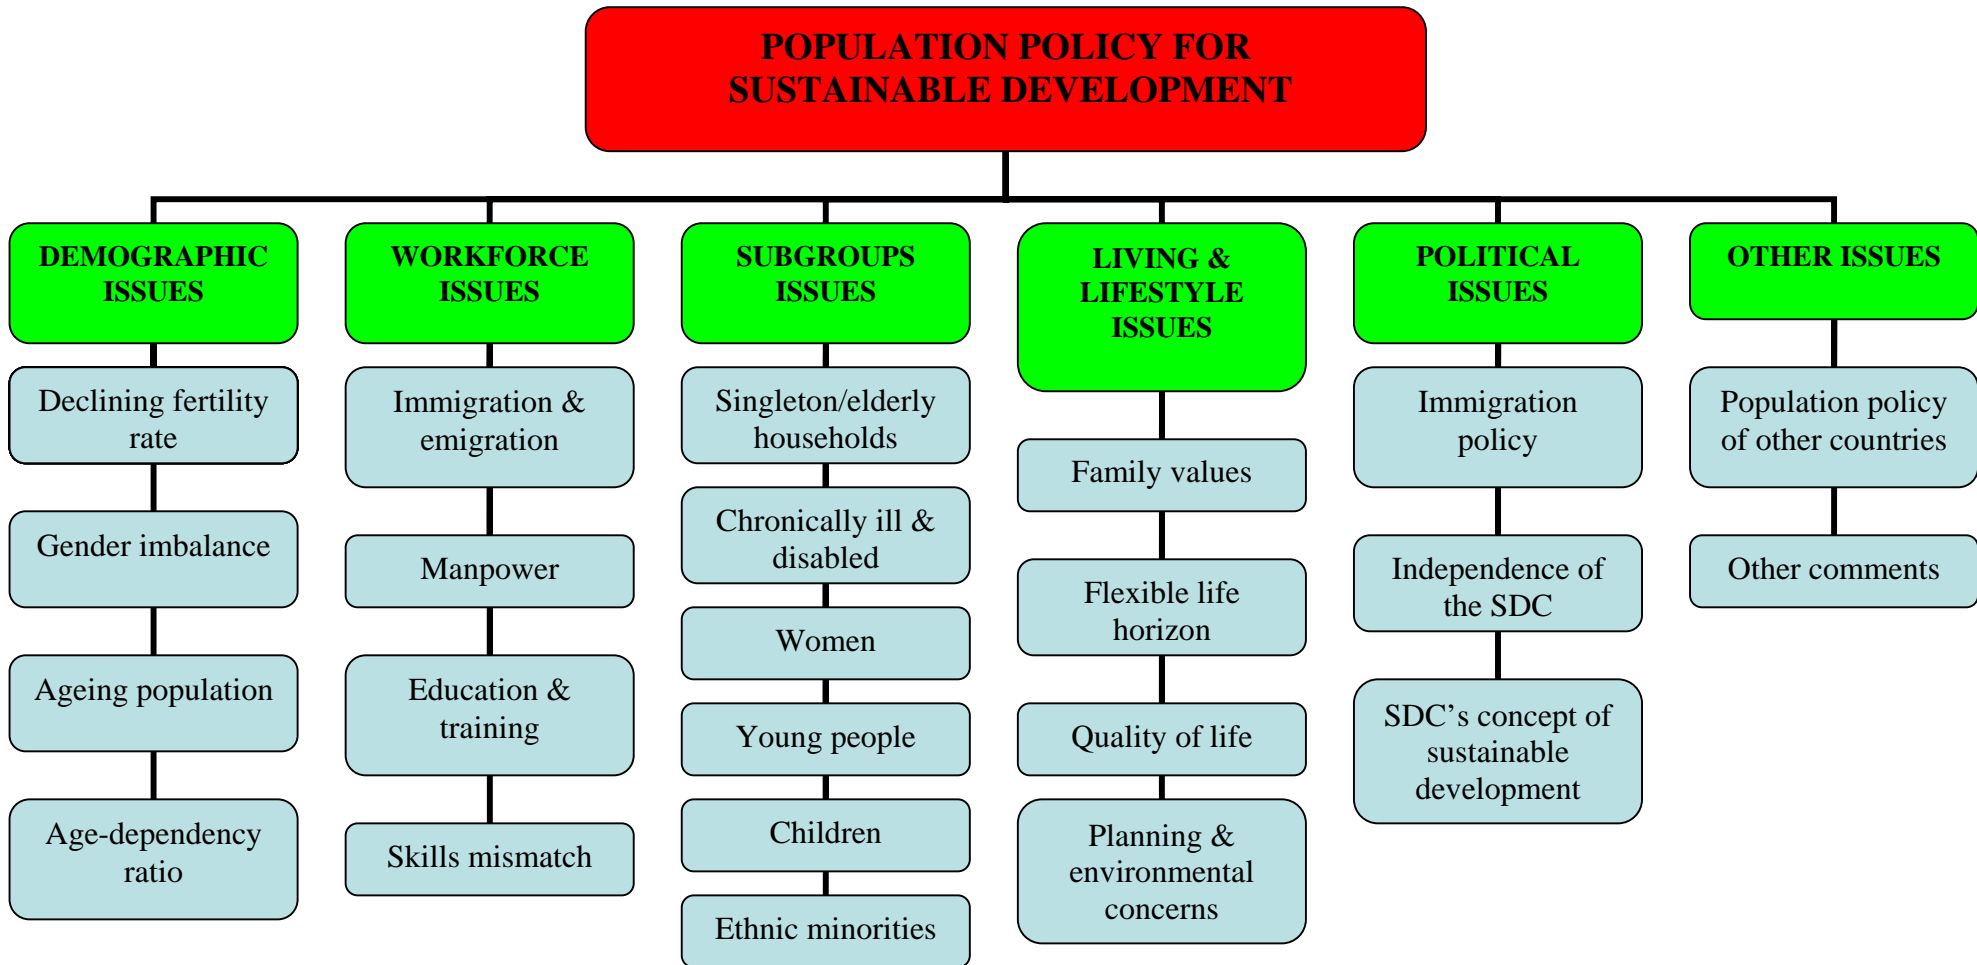 POPULATION POLICY FOR
SUSTAINABLE DEVELOPMENT
DEMOGRAPHIC
ISSUES
Declining fertility
rate
Gender imbalance
Ageing population
Age-dependency
ratio
WORKFORCE
ISSUES
Immigration &
emigration
Manpower
Education &
training
Skills mismatch
SUBGROUPS
ISSUES
Singleton/elderly
households
Chronically ill &
disabled
Women
Young people
Children
Ethnic minorities
LIVING &
LIFESTYLE
ISSUES
Family values
Flexible life
horizon
Quality of life
Planning &
environmental
concerns
POLITICAL
ISSUES
Immigration
policy
Independence of
the SDC
SDC’s concept of
sustainable
development
OTHER ISSUES
Population policy
of other countries
Other comments